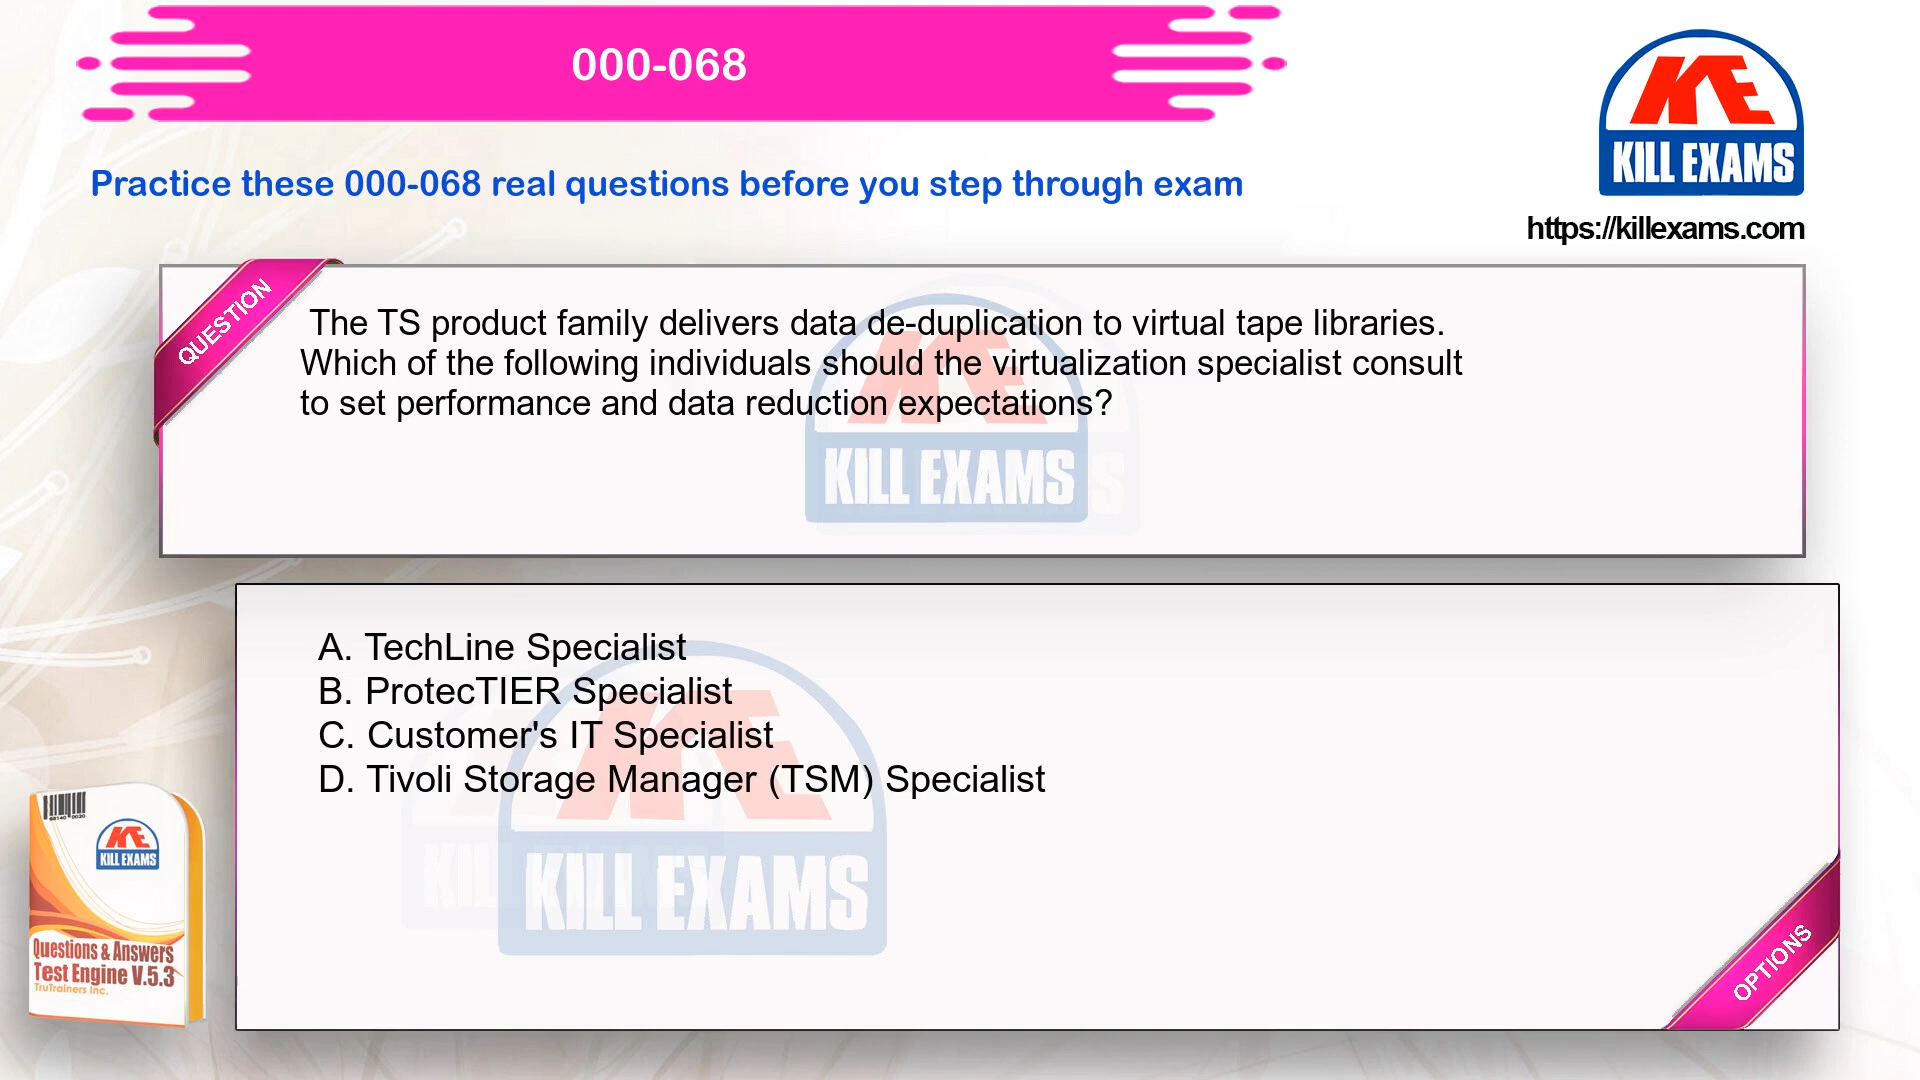 000-068
KILL EXAMS
Practice these 000-068 real questions before you step through exam
https://killexams.com
QUESTION
The TS product family delivers data de-duplication to virtual tape libraries.
Which of the following individuals should the virtualization specialist consult
to set performance and data reduction expectations?
KILL EXAMS
A. TechLine Specialist
B. ProtecTIER Specialist
C. Customer's IT Specialist
D. Tivoli Storage Manager (TSM) Specialist
KILL EXAMS
KILL EXAMS
Questions & Answers
Test Engine V.5.3
TruTrainers Inc.
OPTIONS